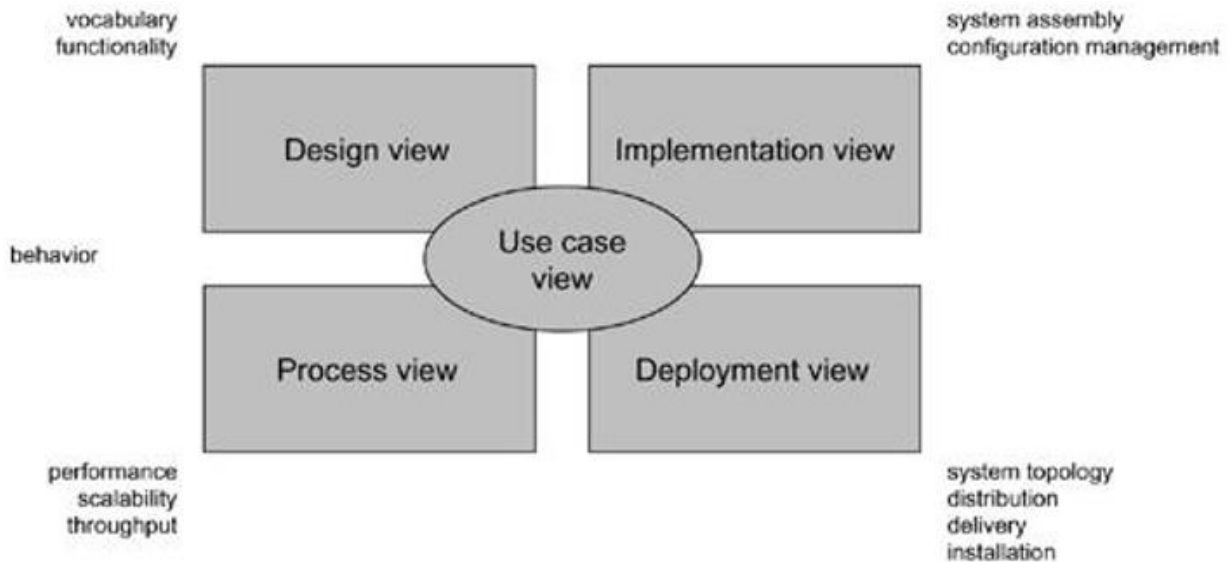 vocabulary
functionality
system assembly
configuration management
Design view
Implementation view
Use case
view
behavior
Process view
Deployment view
performance
scalability
throughput
system topology
distribution
delivery
installation